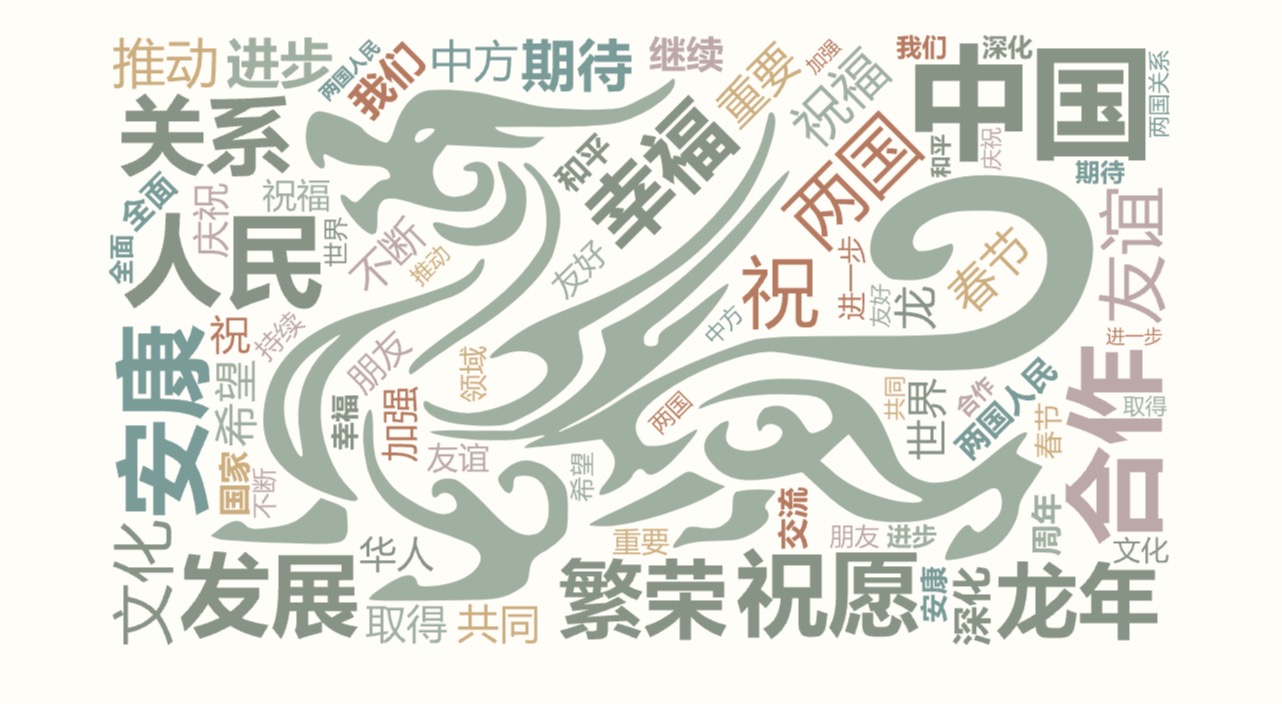 推动
进步
两国人民
我们
中方
期待
继续
重要
加强
祝福
我们
深化
中国
两国关系
关系
和平
幸福
两国
和平
庆祝
期待
全面
庆祝
祝福
世界
不断
推动
友好
人民
全面
祝
进一步
友好
龙
春节
友谊
进一步
安康
祝
持续
希望
朋友
中方
领域
幸福
加强
友谊
两国
希望
共同
世界
合作
两国人民
春节
取得
合作
国家
不断
交流
朋友
进步
周年
文化
文化
发展
华人
取得
共同
重要
繁荣
祝愿
安康
深化
龙年